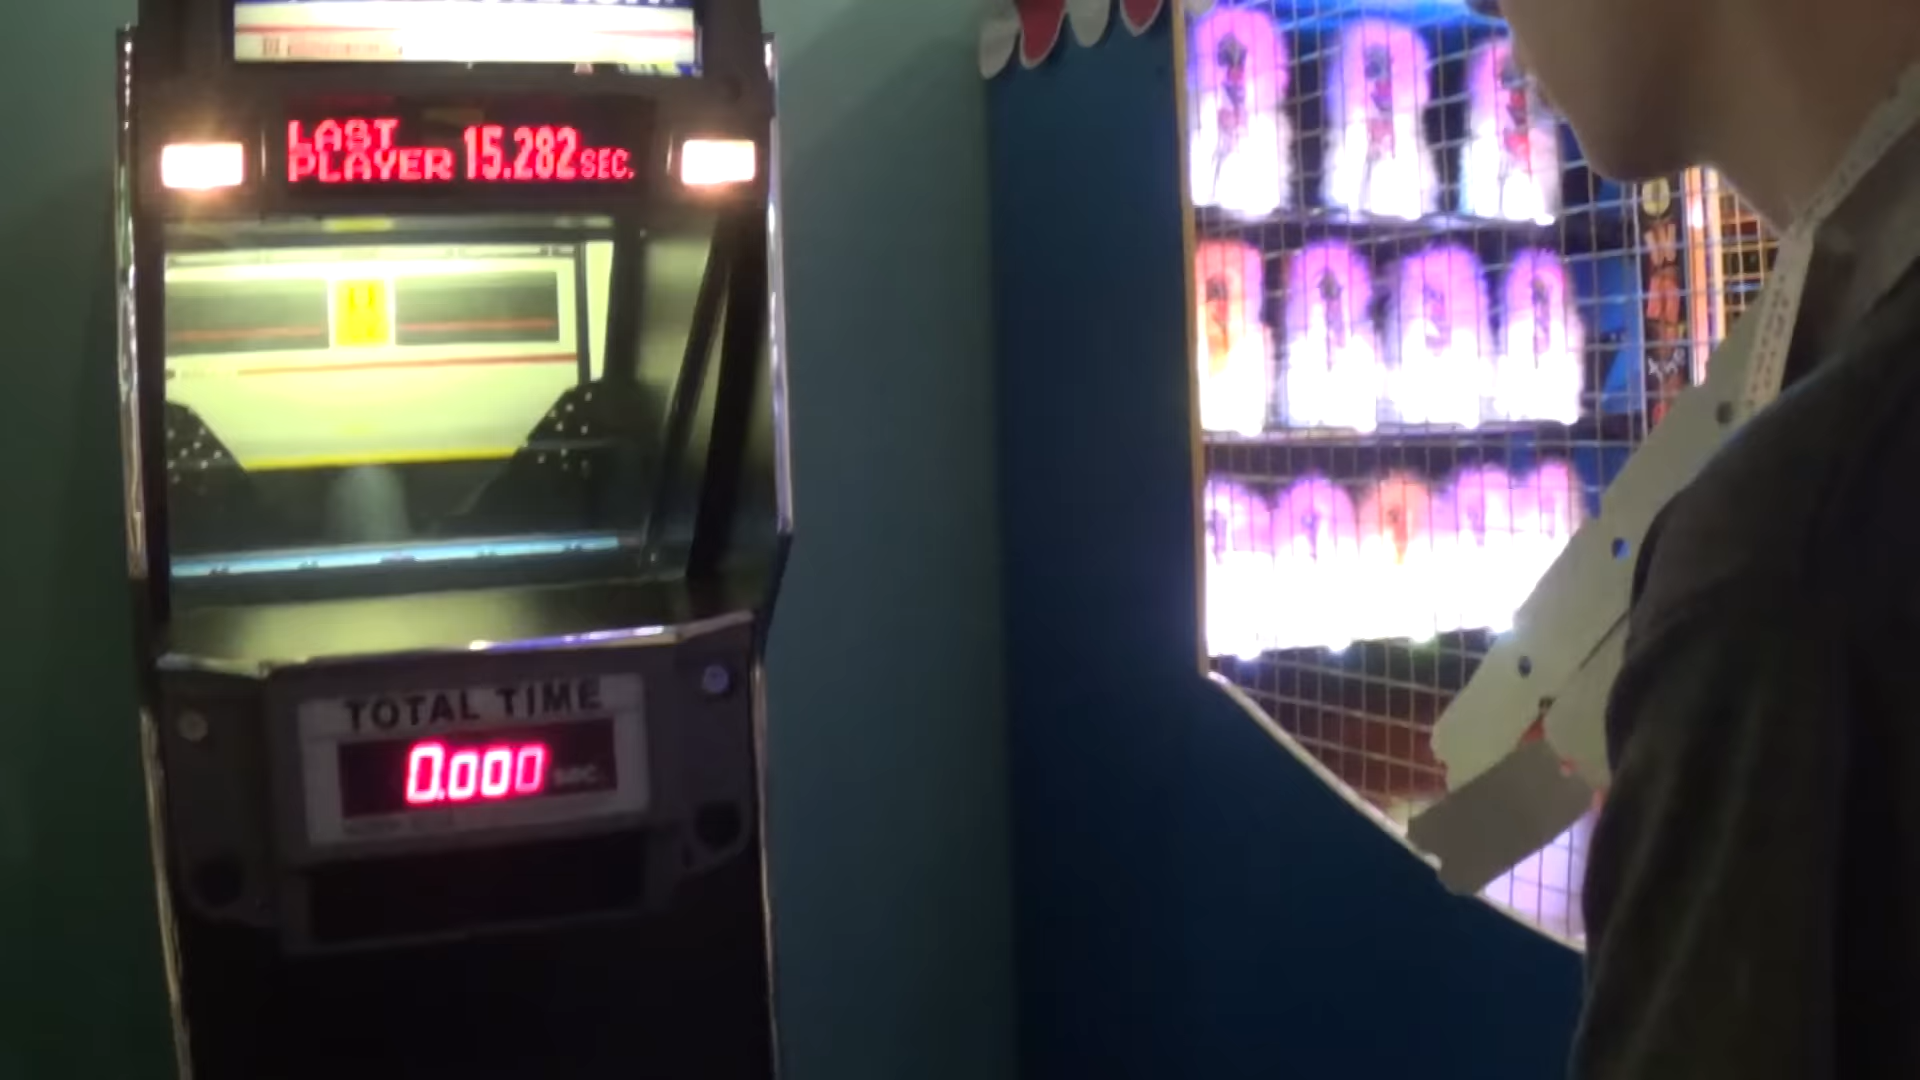 LAST
PLAYER 15.282 SEC.
TOTAL TIME
0.000 SEC.